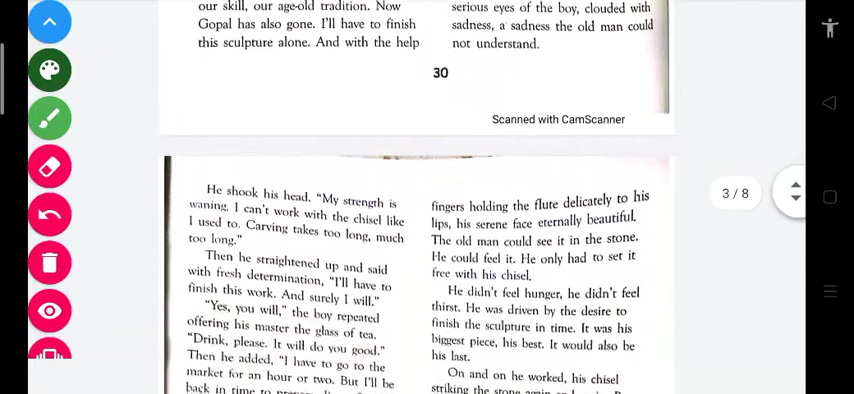 our skill, our age-old tradition. Now
Gopal has also gone. I'll have to finish
this sculpture alone. And with the help
serious eyes of the boy, clouded with
sadness, a sadness the old man could
not understand.
30
Scanned with CamScanner
He shook his head. "My strength is
waning. I can't work with the chisel like
I used to. Carving takes too long, much
too long."
Then he straightened up and said
with fresh determination, "I'll have to
finish this work. And surely I will."
"Yes, you will," the boy repeated
offering his master the glass of tea.
"Drink, please. It will do you good."
Then he added, "I have to go to the
market for an hour or two. But I'll be
back in time to
fingers holding the flute delicately to his
lips, his serene face eternally beautiful.
The old man could see it in the stone.
He could feel it. He only had to set it
free with his chisel.
He didn't feel hunger, he didn't feel
thirst. He was driven by the desire to
finish the sculpture in time. It was his
biggest piece, his best. It would also be
his last.
On and on he worked, his chisel
striking the stone again
3 / 8